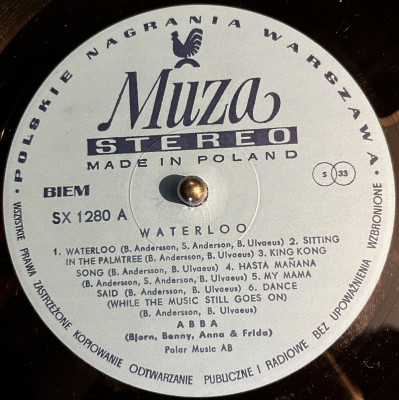 POLSKIE NAGRANIA WARSZAWA
Muza
STEREO
MADE IN POLAND
BIEM
S 33
SX 1280 A
WATERLOO
1. WATERLOO (B. Andersson, S. Anderson, B. Ulvaeus) 2. SITTING
IN THE PALMTREE (B. Andersson, B. Ulvaeus) 3. KING KONG
SONG (B. Andersson, B. Ulvaeus) 4. HASTA MAÑANA
(B. Andersson, S. Anderson, B. Ulvaeus) 5. MY MAMA
SAID (B. Andersson, B. Ulvaeus) 6. DANCE
(WHILE THE MUSIC STILL GOES ON)
(B. Andersson, B. Ulvaeus)
ABBA
(Bjorn, Benny, Anna & Frida)
Polar Music AB
WSZYSTKIE PRAWA ZASTRZEŻONE KOPIOWANIE ODTWARZANIE PUBLICZNE I RADIOWE BEZ UPOWAŻNIENIA WZBRONIONE